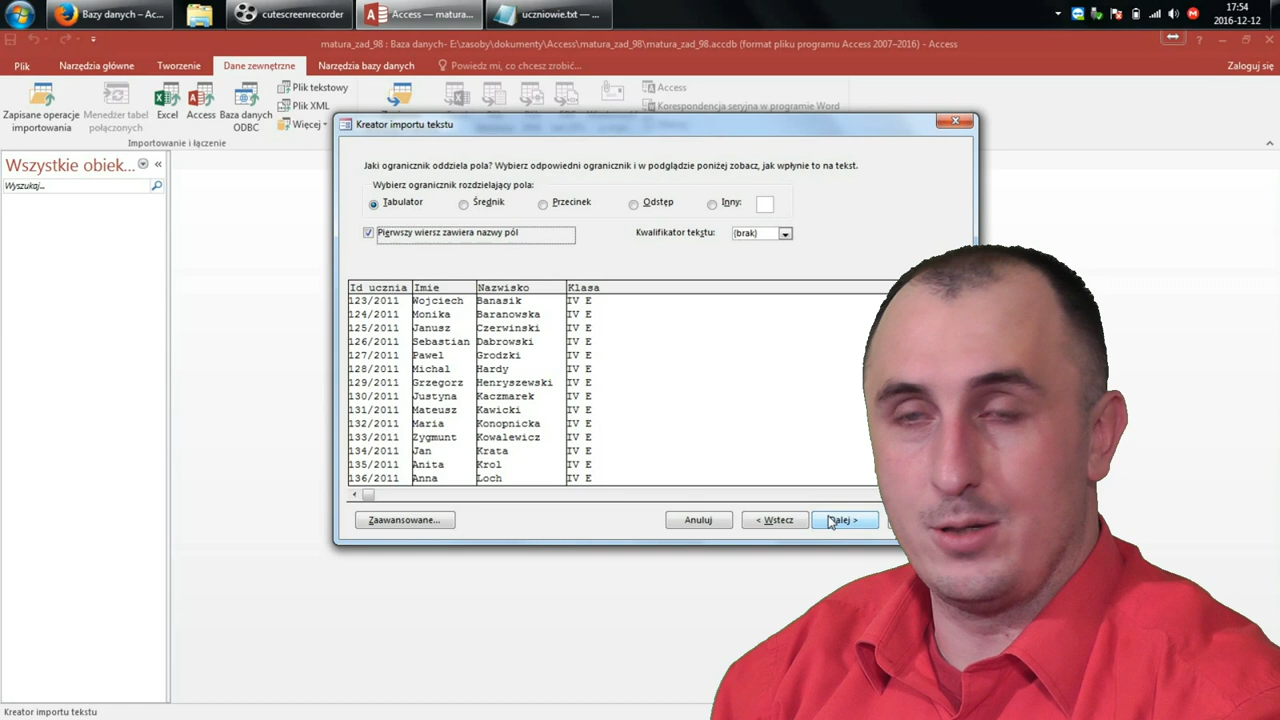 Bazy danych – Ac...
cutescreenrecorder
Access — matura...
uczniowie.txt — ...
17:54
2016-12-12
matura_zad_98 : Baza danych- E:\zasoby\dokumenty\Access\matura_zad_98\matura_zad_98.accdb (format pliku programu Access 2007–2016) - Access
Plik
Narzędzia główne
Tworzenie
Dane zewnętrzne
Narzędzia bazy danych
Powiedz mi, co chcesz zrobić...
Zaloguj się
Zapisane operacje importowania
Menedżer tabel połączonych
Excel
Access
Baza danych ODBC
Plik tekstowy
Plik XML
Więcej
Access
Korespondencja seryjna w programie Word
Importowanie i łączenie
Wszystkie obiek...
Wyszukaj...
Kreator importu tekstu
Jaki ogranicznik oddziela pola? Wybierz odpowiedni ogranicznik i w podglądzie poniżej zobacz, jak wpłynie to na tekst.
Wybierz ogranicznik rozdzielający pola:
Tabulator
Średnik
Przecinek
Odstęp
Inny:
Pierwszy wiersz zawiera nazwy pól
Kwalifikator tekstu:
{brak}
Id ucznia Imie Nazwisko Klasa
123/2011 Wojciech Banasik IV E
124/2011 Monika Baranowska IV E
125/2011 Janusz Czerwinski IV E
126/2011 Sebastian Dabrowski IV E
127/2011 Pawel Grodzki IV E
128/2011 Michal Hardy IV E
129/2011 Grzegorz Henryszewski IV E
130/2011 Justyna Kaczmarek IV E
131/2011 Mateusz Kawicki IV E
132/2011 Maria Konopnicka IV E
133/2011 Zygmunt Kowalewicz IV E
134/2011 Jan Krata IV E
135/2011 Anita Krol IV E
136/2011 Anna Loch IV E
Zaawansowane...
Anuluj
< Wstecz
Dalej >
Kreator importu tekstu